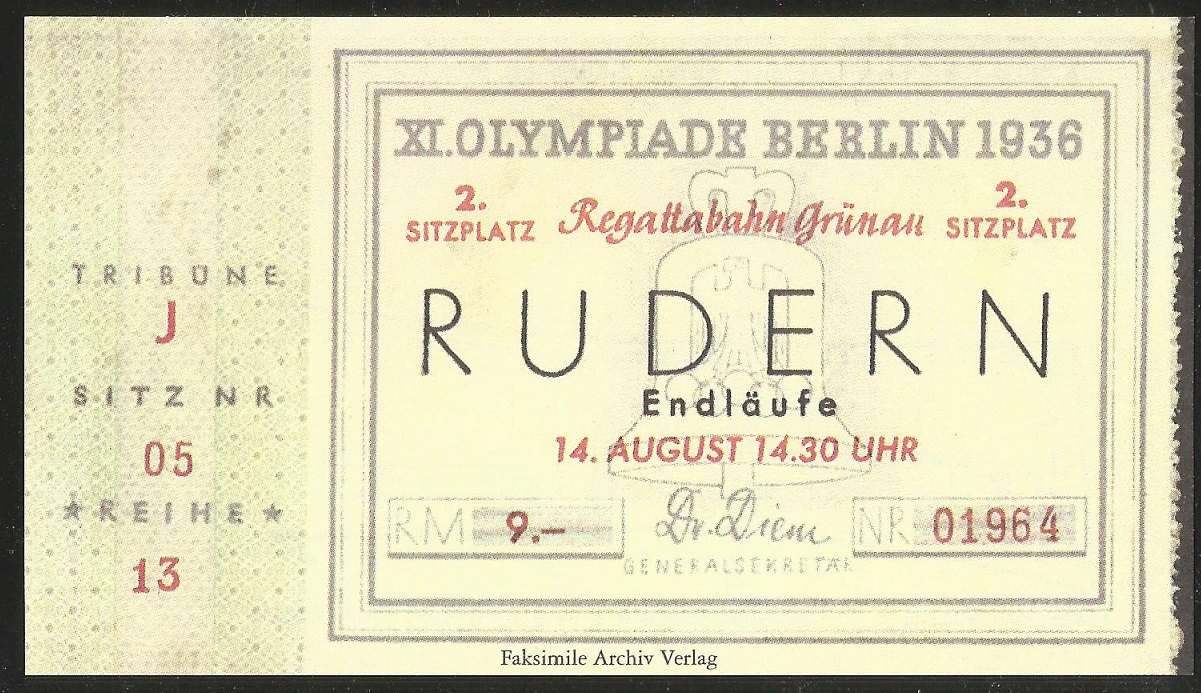 TRIBÜNE
J
SITZ NR
05
★REIHE★
13
XI. OLYMPIADE BERLIN 1936
2. SITZPLATZ
Regattabahn Grünau
2. SITZPLATZ
RUDERN
Endläufe
14. AUGUST 14.30 UHR
RM 9.–
Dr. Diem
GENERALSEKRETÄR
NR 01964
Faksimile Archiv Verlag